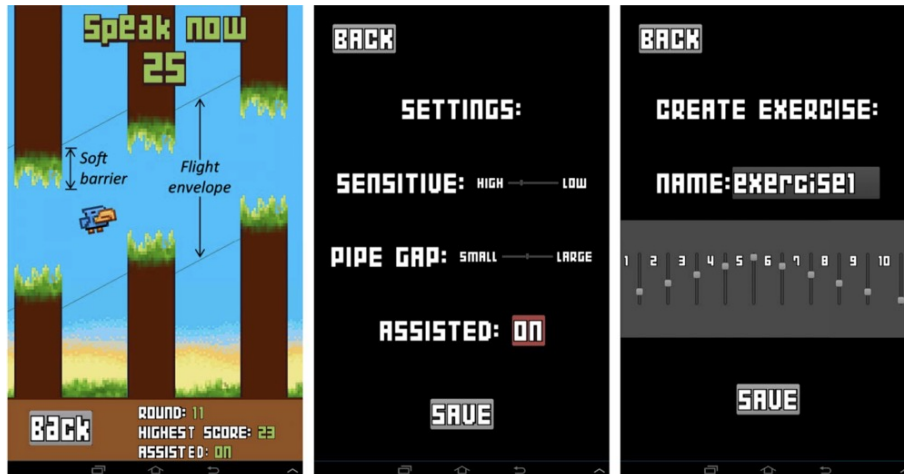 Speak now
25
Soft
barrier
Flight
envelope
BACK
ROUND: 11
HIGHEST SCORE: 23
ASSISTED: ON
BACK
SETTINGS:
SENSITIVE: HIGH LOW
PIPE GAP: SMALL LARGE
ASSISTED: ON
SAVE
BACK
CREATE EXERCISE:
NAME: exercise1
1 2 3 4 5 6 7 8 9 10
SAVE